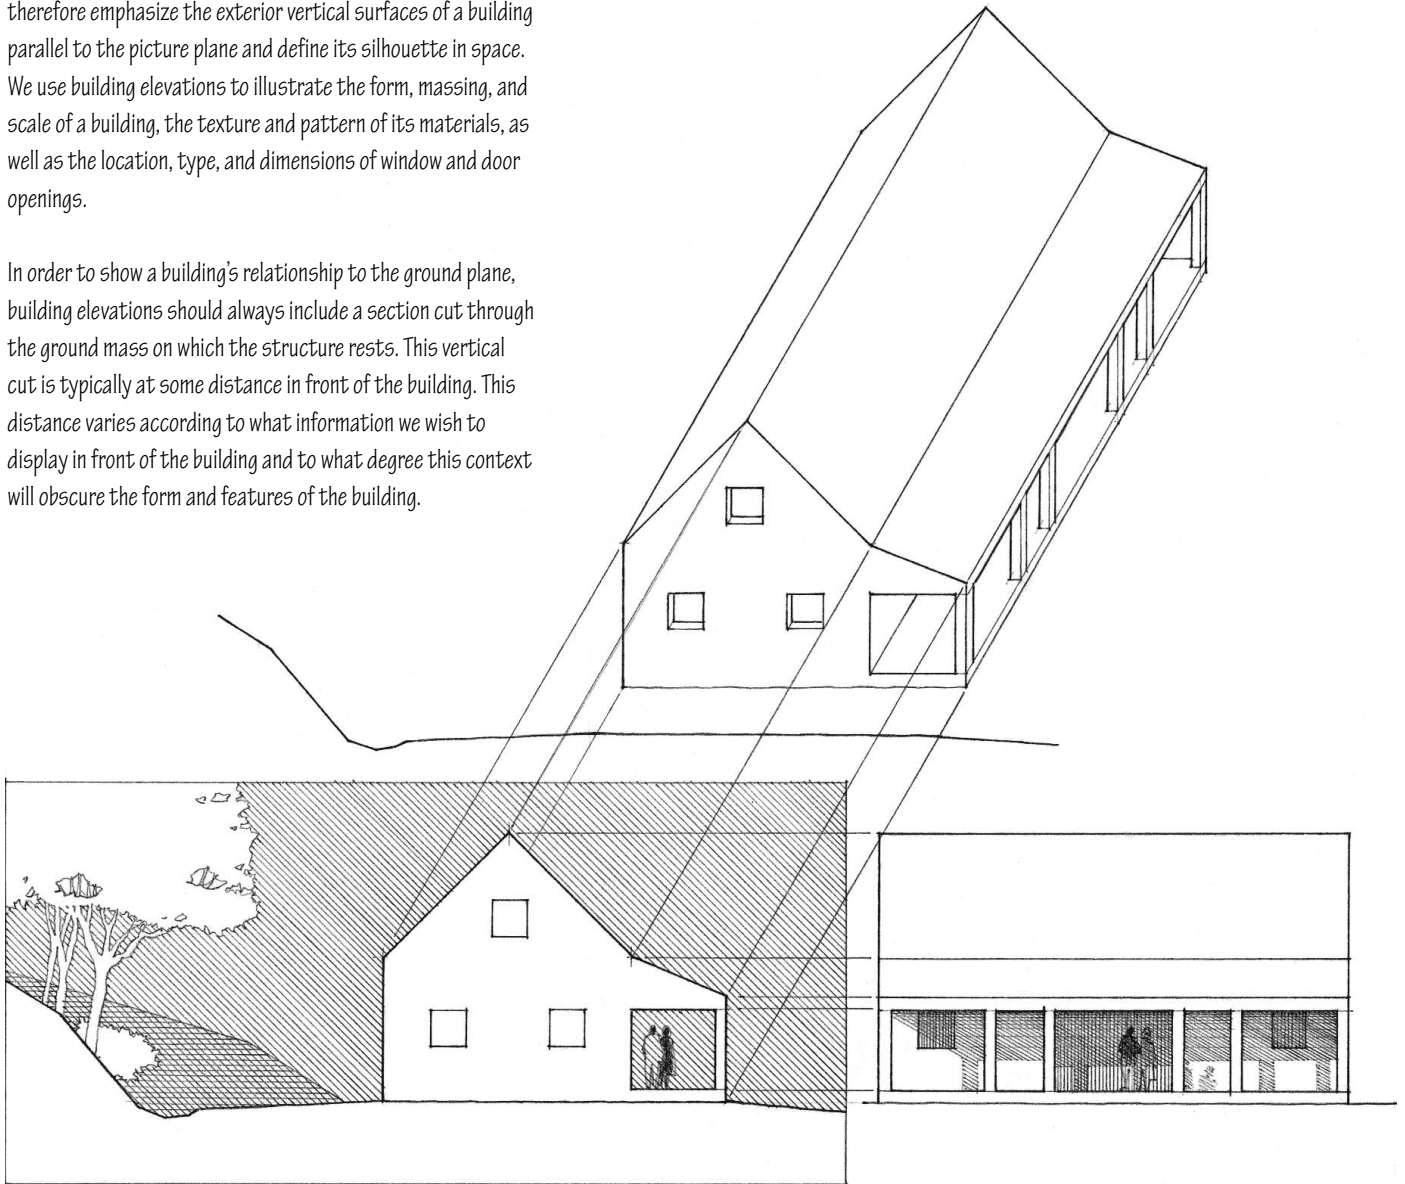 therefore emphasize the exterior vertical surfaces of a building
parallel to the picture plane and define its silhouette in space.
We use building elevations to illustrate the form, massing, and
scale of a building, the texture and pattern of its materials, as
well as the location, type, and dimensions of window and door
openings.
In order to show a building's relationship to the ground plane,
building elevations should always include a section cut through
the ground mass on which the structure rests. This vertical
cut is typically at some distance in front of the building. This
distance varies according to what information we wish to
display in front of the building and to what degree this context
will obscure the form and features of the building.